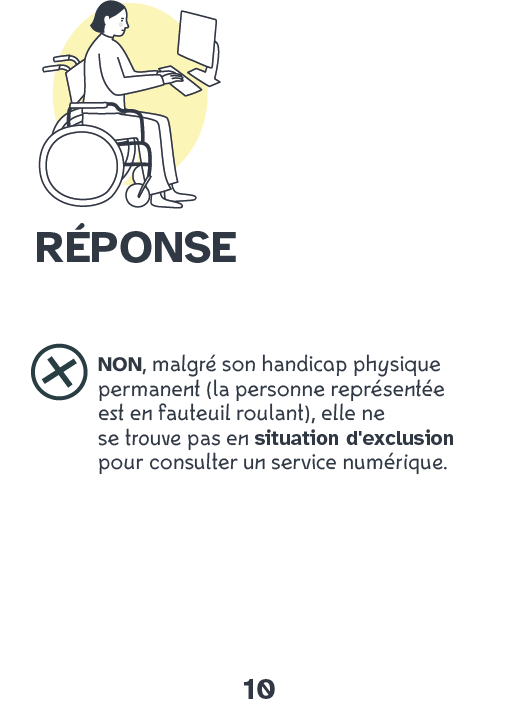 RÉPONSE
NON, malgré son handicap physique
permanent (la personne représentée
est en fauteuil roulant), elle ne
se trouve pas en situation d'exclusion
pour consulter un service numérique.
10